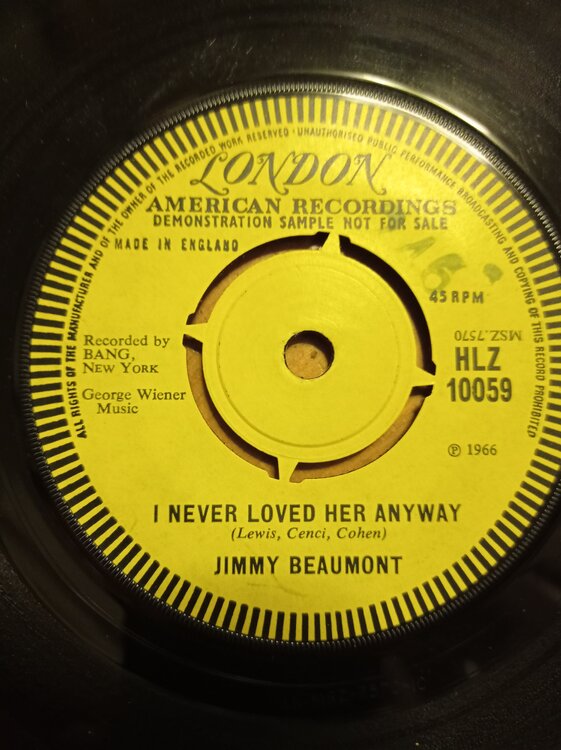 ALL RIGHTS OF THE MANUFACTURER AND OF THE OWNER OF THE RECORDED WORK RESERVED · UNAUTHORISED PUBLIC PERFORMANCE BROADCASTING AND COPYING OF THIS RECORD PROHIBITED
LONDON
AMERICAN RECORDINGS
DEMONSTRATION SAMPLE NOT FOR SALE
MADE IN ENGLAND
45 RPM
MSZ.7570
Recorded by
BANG,
NEW YORK
HLZ
10059
George Wiener
Music
℗ 1966
I NEVER LOVED HER ANYWAY
(Lewis, Cenci, Cohen)
JIMMY BEAUMONT